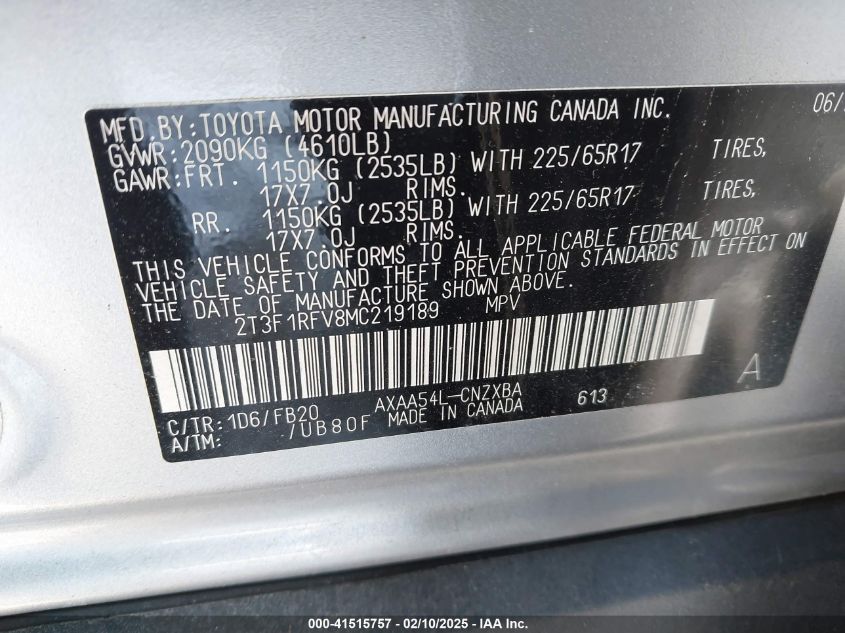 MFD.BY:TOYOTA MOTOR MANUFACTURING CANADA INC. 06/
GVWR:2090KG (4610LB)
GAWR:FRT. 1150KG (2535LB) WITH 225/65R17 TIRES,
17X7.0J RIMS.
RR. 1150KG (2535LB) WITH 225/65R17 TIRES,
17X7.0J RIMS.
THIS VEHICLE CONFORMS TO ALL APPLICABLE FEDERAL MOTOR
VEHICLE SAFETY AND THEFT PREVENTION STANDARDS IN EFFECT ON
THE DATE OF MANUFACTURE SHOWN ABOVE.
2T3F1RFV8MC219189 MPV
C/TR:1D6/FB20 AXAA54L-CNZXBA 613 A
A/TM: /UB80F MADE IN CANADA
000-41515757 — 02/10/2025 — IAA Inc.